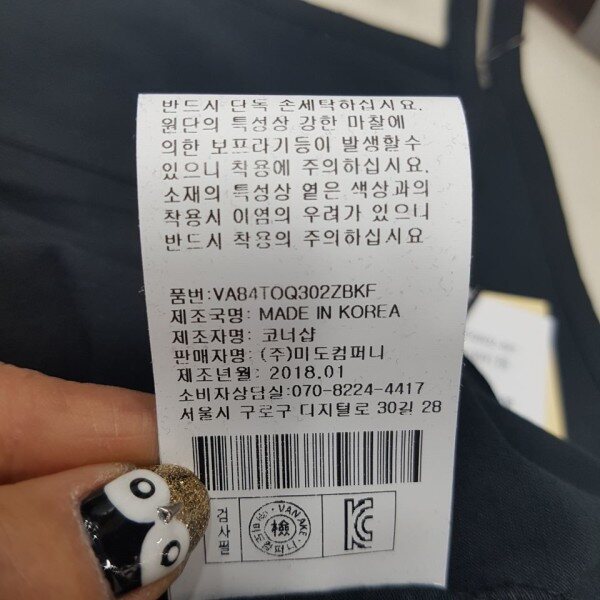 반드시 단독 손세탁하십시요.
원단의 특성상 강한 마찰에
의한 보프라기등이 발생할수
있으니 착용에 주의하십시요.
소재의 특성상 옅은 색상과의
착용시 이염의 우려가 있으니
반드시 착용의 주의하십시요
품번:VA84TOQ302ZBKF
제조국명: MADE IN KOREA
제조자명: 코너샵
판매자명: (주)미도컴퍼니
제조년월: 2018.01
소비자상담실:070-8224-4417
서울시 구로구 디지털로 30길 28
검사필
VAN AKE
檢
KC